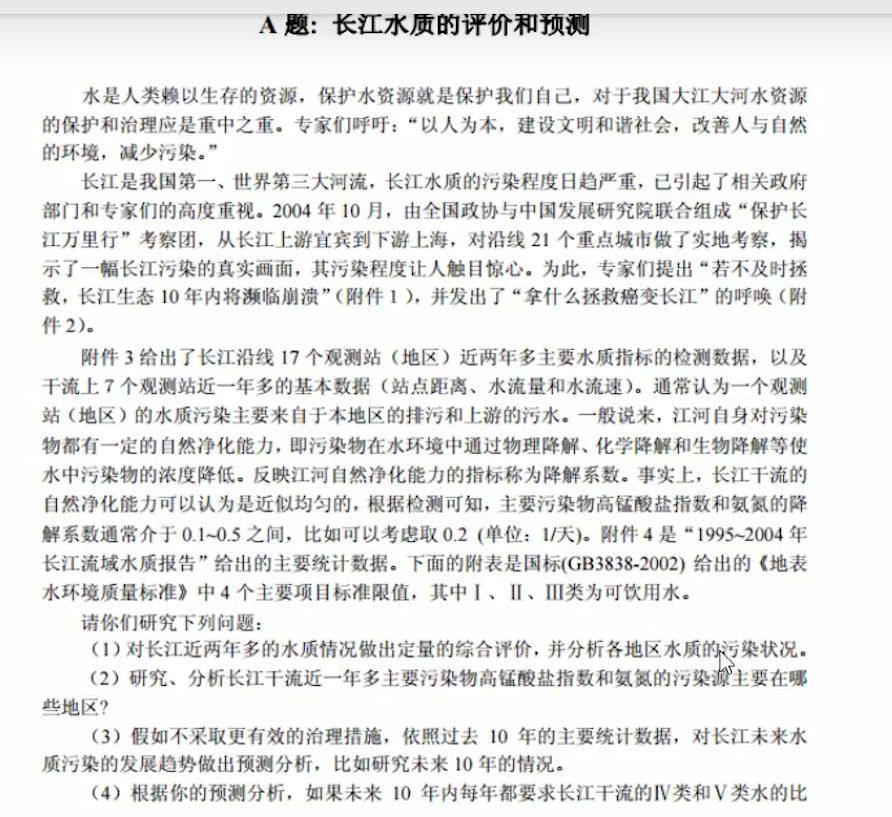 A 题: 长江水质的评价和预测
水是人类赖以生存的资源，保护水资源就是保护我们自己，对于我国大江大河水资源
的保护和治理应是重中之重。专家们呼吁：“以人为本，建设文明和谐社会，改善人与自然
的环境，减少污染。”
长江是我国第一、世界第三大河流，长江水质的污染程度日趋严重，已引起了相关政府
部门和专家们的高度重视。2004 年 10 月，由全国政协与中国发展研究院联合组成“保护长
江万里行”考察团，从长江上游宜宾到下游上海，对沿线 21 个重点城市做了实地考察，揭
示了一幅长江污染的真实画面，其污染程度让人触目惊心。为此，专家们提出“若不及时拯
救，长江生态 10 年内将濒临崩溃”（附件 1 ），并发出了“拿什么拯救癌变长江”的呼唤（附
件 2）。
附件 3 给出了长江沿线 17 个观测站（地区）近两年多主要水质指标的检测数据，以及
干流上 7 个观测站近一年多的基本数据（站点距离、水流量和水流速）。通常认为一个观测
站（地区）的水质污染主要来自于本地区的排污和上游的污水。一般说来，江河自身对污染
物都有一定的自然净化能力，即污染物在水环境中通过物理降解、化学降解和生物降解等使
水中污染物的浓度降低。反映江河自然净化能力的指标称为降解系数。事实上，长江干流的
自然净化能力可以认为是近似均匀的，根据检测可知，主要污染物高锰酸盐指数和氨氮的降
解系数通常介于 0.1~0.5 之间，比如可以考虑取 0.2 (单位：1/天)。附件 4 是“1995~2004 年
长江流域水质报告”给出的主要统计数据。下面的附表是国标(GB3838-2002) 给出的《地表
水环境质量标准》中 4 个主要项目标准限值，其中Ⅰ、Ⅱ、Ⅲ类为可饮用水。
请你们研究下列问题：
（1）对长江近两年多的水质情况做出定量的综合评价，并分析各地区水质的污染状况。
（2）研究、分析长江干流近一年多主要污染物高锰酸盐指数和氨氮的污染源主要在哪
些地区？
（3）假如不采取更有效的治理措施，依照过去 10 年的主要统计数据，对长江未来水
质污染的发展趋势做出预测分析，比如研究未来 10 年的情况。
（4）根据你的预测分析，如果未来 10 年内每年都要求长江干流的Ⅳ类和Ⅴ类水的比